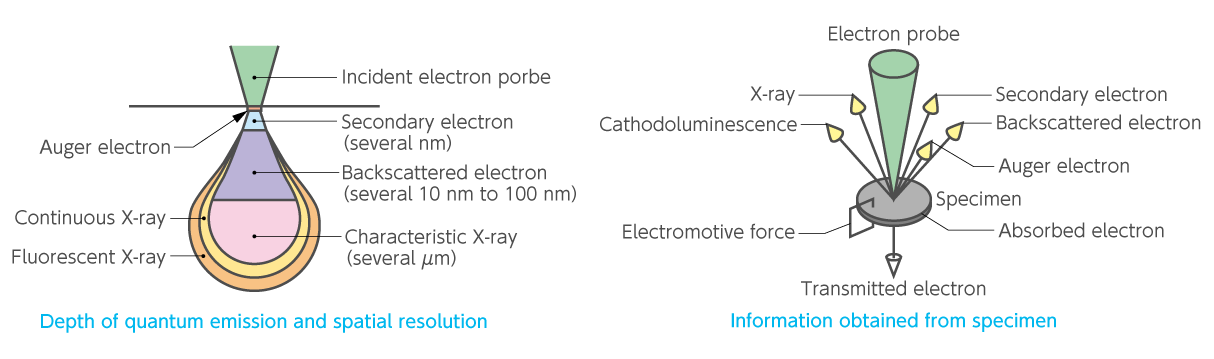 Incident electron porbe
Secondary electron
(several nm)
Auger electron
Backscattered electron
(several 10 nm to 100 nm)
Continuous X-ray
Characteristic X-ray
(several μm)
Fluorescent X-ray
Depth of quantum emission and spatial resolution
Electron probe
X-ray
Secondary electron
Cathodoluminescence
Backscattered electron
Auger electron
Specimen
Electromotive force
Absorbed electron
Transmitted electron
Information obtained from specimen